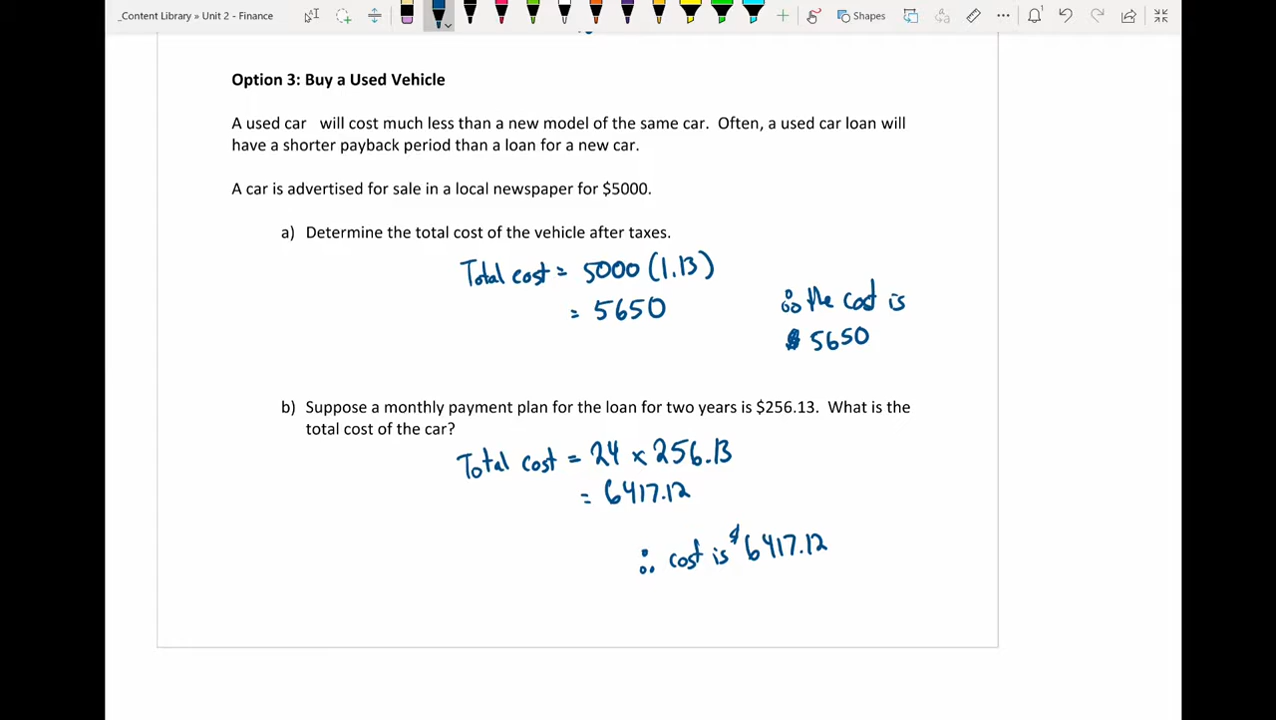 _Content Library » Unit 2 - Finance
Shapes
Option 3: Buy a Used Vehicle
A used car will cost much less than a new model of the same car. Often, a used car loan will
have a shorter payback period than a loan for a new car.
A car is advertised for sale in a local newspaper for $5000.
a) Determine the total cost of the vehicle after taxes.
Total cost = 5000 (1.13)
= 5650
∴ the cost is
$ 5650
b) Suppose a monthly payment plan for the loan for two years is $256.13. What is the
total cost of the car?
Total cost = 24 × 256.13
= 6417.12
∴ cost is $6417.12